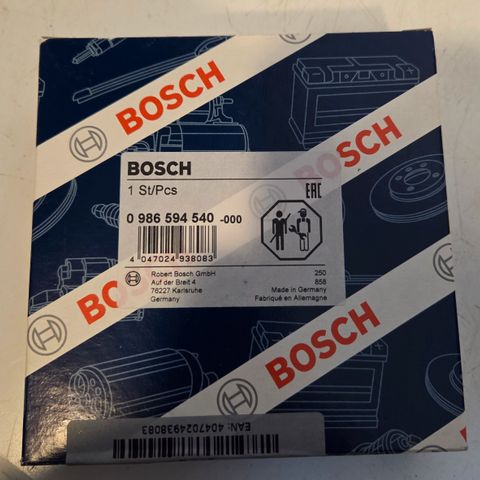 BOSCH
BOSCH
BOSCH
1 St/Pcs
0 986 594 540 -000
EAC
4 047024 938083
Robert Bosch GmbH
Auf der Breit 4
76227 Karlsruhe
Germany
250
858
Made in Germany
Fabriqué en Allemagne
BOSCH
BOSCH
EAN: 4047024938083